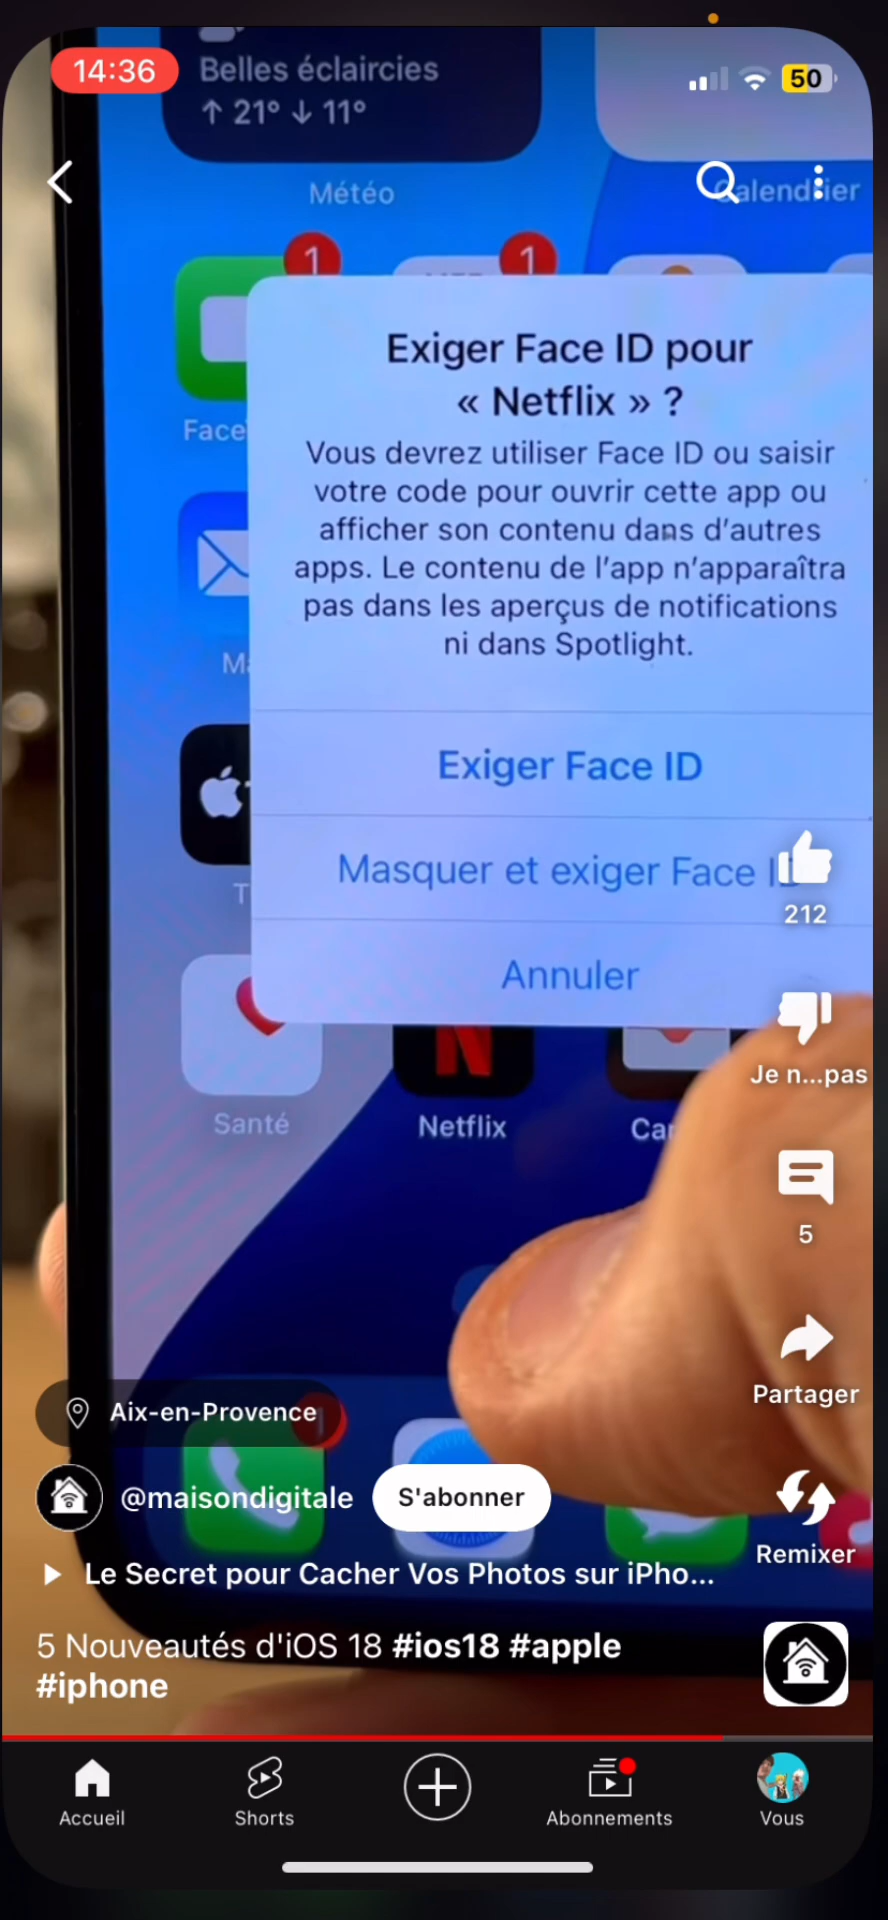 14:36
50
Belles éclaircies
↑ 21° ↓ 11°
Météo
1
1
Exiger Face ID pour
« Netflix » ?
Vous devrez utiliser Face ID ou saisir
votre code pour ouvrir cette app ou
afficher son contenu dans d’autres
apps. Le contenu de l’app n’apparaîtra
pas dans les aperçus de notifications
ni dans Spotlight.
Exiger Face ID
Masquer et exiger Face
Annuler
212
Je n...pas
5
Partager
Remixer
Santé
Netflix
Aix-en-Provence
@maisondigitale
S'abonner
Le Secret pour Cacher Vos Photos sur iPho...
5 Nouveautés d'iOS 18 #ios18 #apple
#iphone
Accueil
Shorts
Abonnements
Vous